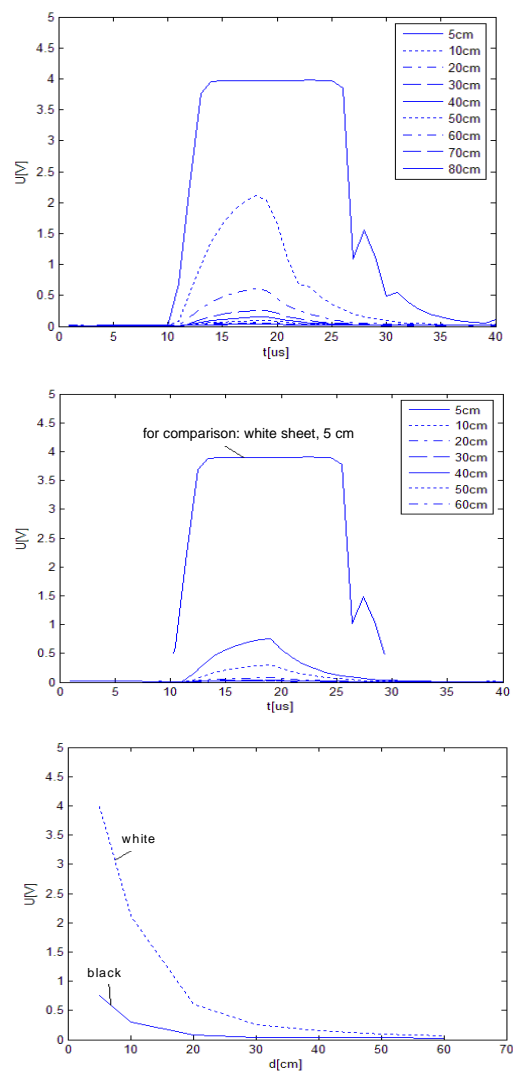 5
4.5
4
3.5
3
2.5
2
1.5
1
0.5
0
U[V]
5cm
10cm
20cm
30cm
40cm
50cm
60cm
70cm
80cm
0 5 10 15 20 25 30 35 40
t[us]
5
4.5
4
3.5
3
2.5
2
1.5
1
0.5
0
U[V]
for comparison: white sheet, 5 cm
5cm
10cm
20cm
30cm
40cm
50cm
60cm
0 5 10 15 20 25 30 35 40
t[us]
5
4.5
4
3.5
3
2.5
2
1.5
1
0.5
0
U[V]
white
black
0 10 20 30 40 50 60 70
d[cm]